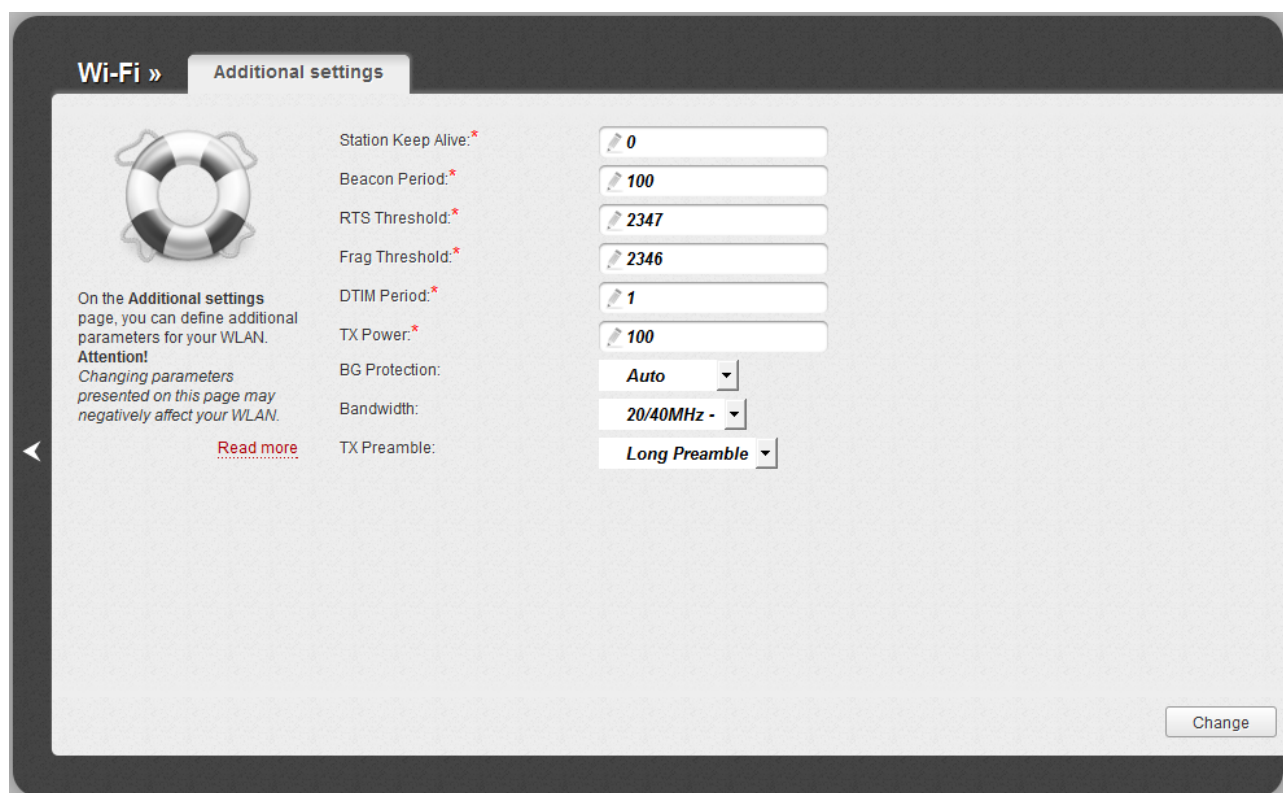 Wi-Fi »
Additional settings
On the Additional settings
page, you can define additional
parameters for your WLAN.
Attention!
Changing parameters
presented on this page may
negatively affect your WLAN.
Read more
Station Keep Alive:* 0
Beacon Period:* 100
RTS Threshold:* 2347
Frag Threshold:* 2346
DTIM Period:* 1
TX Power:* 100
BG Protection: Auto
Bandwidth: 20/40MHz -
TX Preamble: Long Preamble
Change